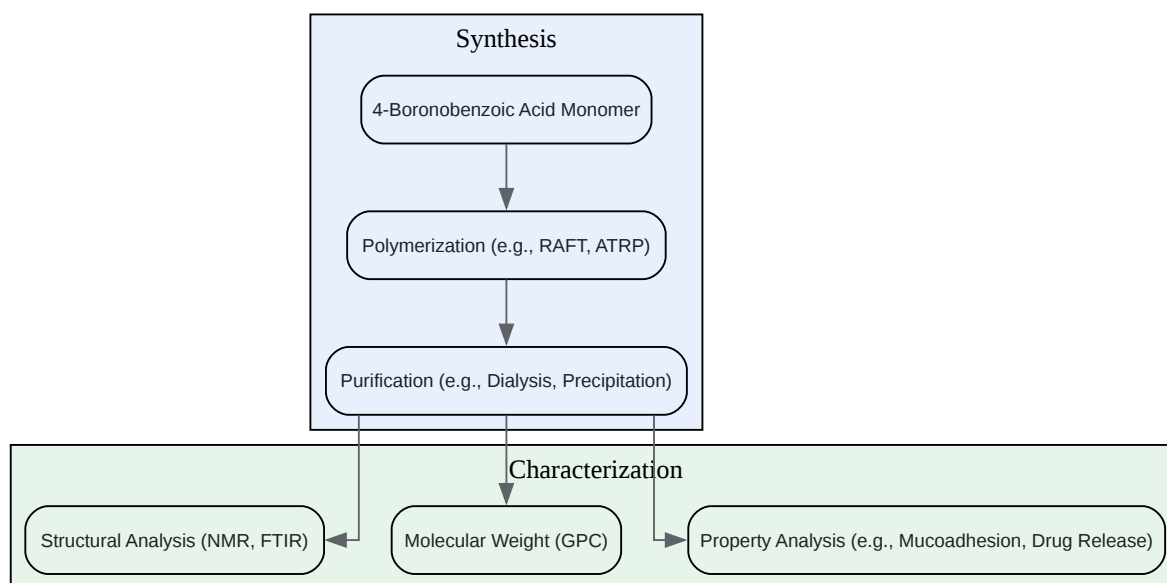 Synthesis
4-Boronobenzoic Acid Monomer
Polymerization (e.g., RAFT, ATRP)
Purification (e.g., Dialysis, Precipitation)
Characterization
Structural Analysis (NMR, FTIR)
Molecular Weight (GPC)
Property Analysis (e.g., Mucoadhesion, Drug Release)